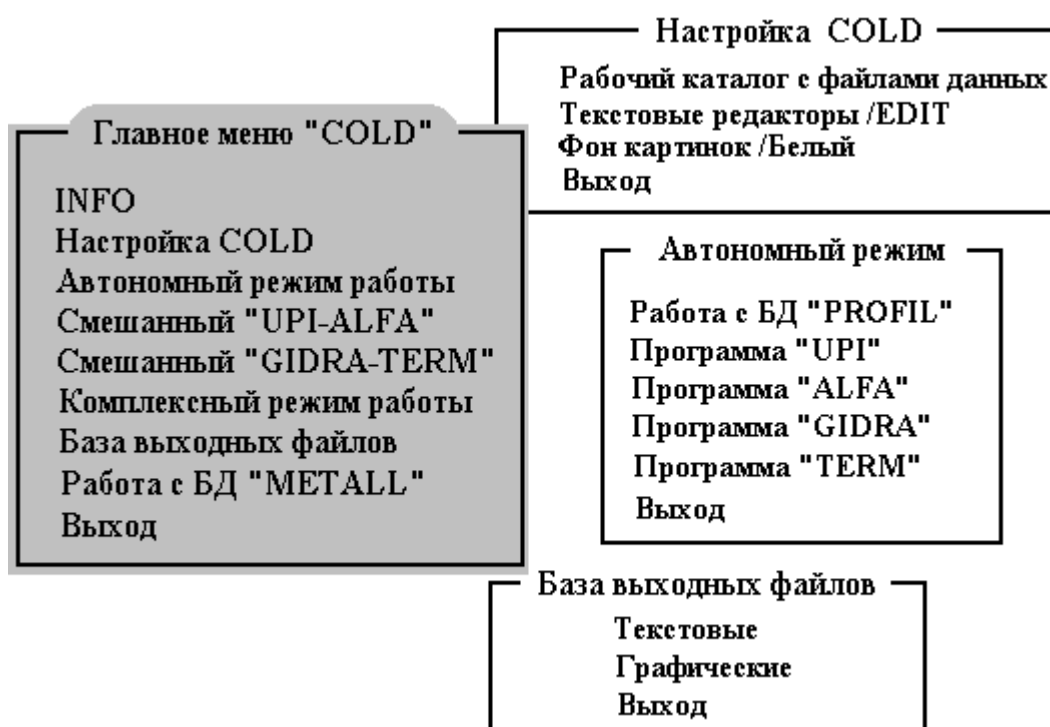 Настройка COLD
Рабочий каталог с файлами данных
Текстовые редакторы /EDIT
Фон картинок /Белый
Выход
Главное меню "COLD"
INFO
Настройка COLD
Автономный режим работы
Смешанный "UPI-ALFA"
Смешанный "GIDRA-TERM"
Комплексный режим работы
База выходных файлов
Работа с БД "METALL"
Выход
Автономный режим
Работа с БД "PROFIL"
Программа "UPI"
Программа "ALFA"
Программа "GIDRA"
Программа "TERM"
Выход
База выходных файлов
Текстовые
Графические
Выход